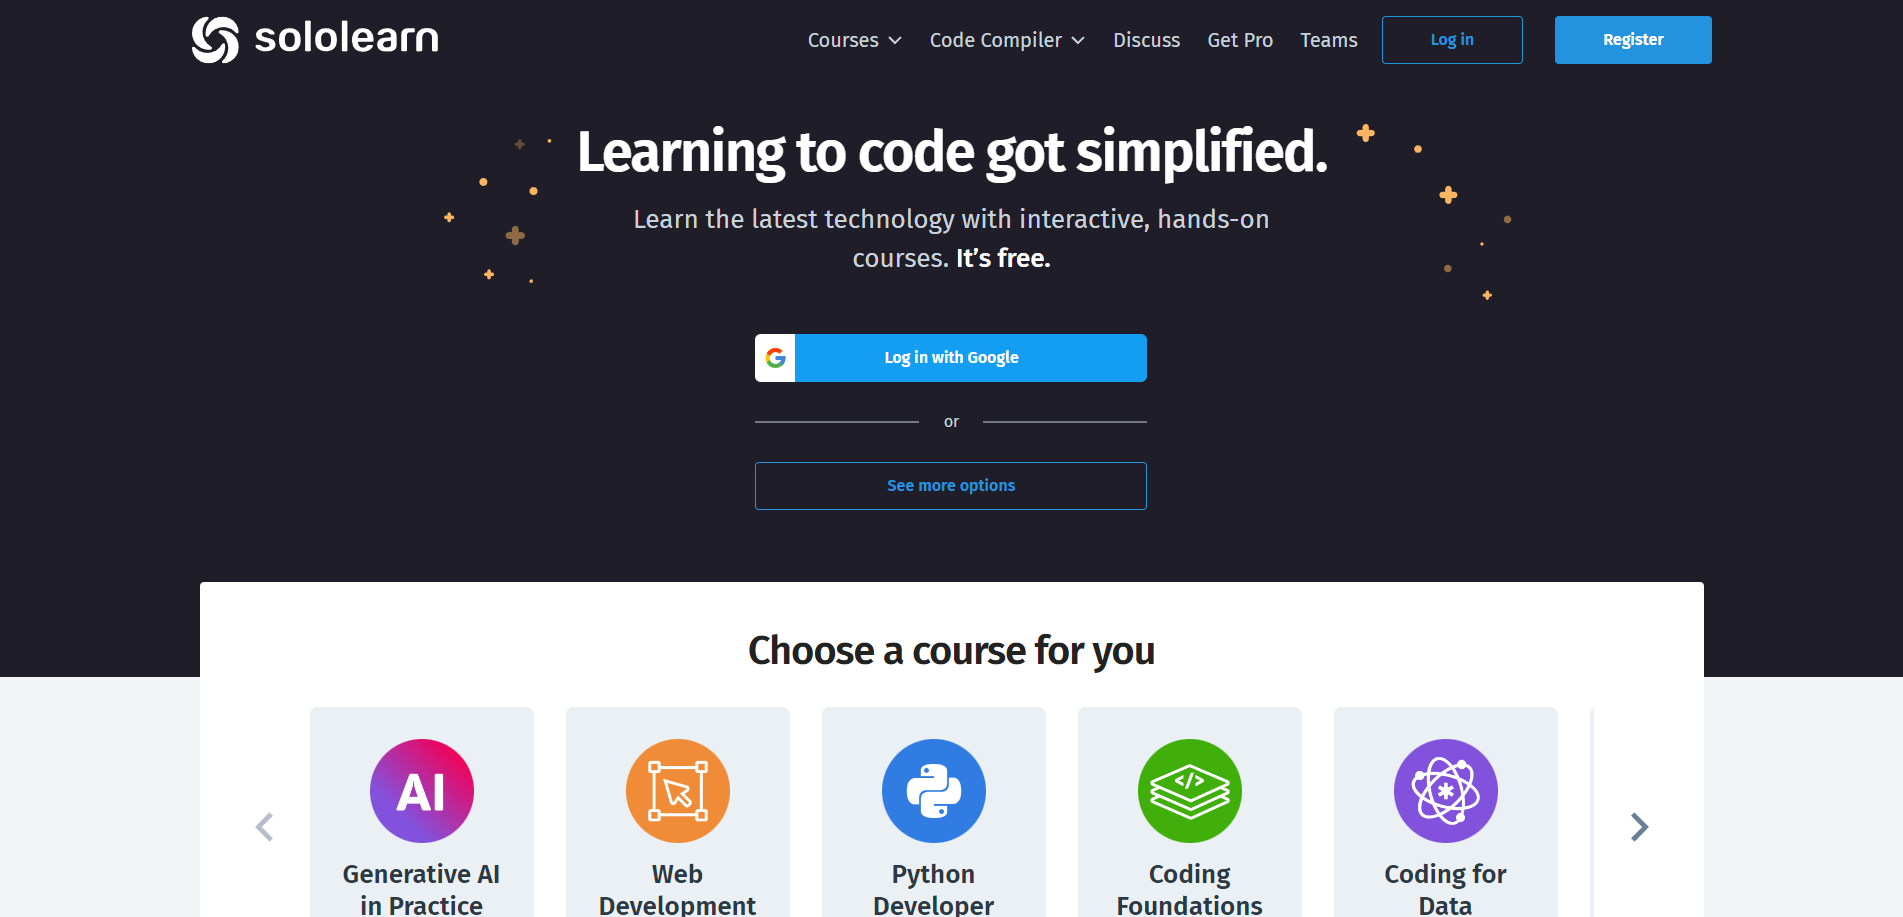 sololearn
Courses
Code Compiler
Discuss
Get Pro
Teams
Log in
Register
Learning to code got simplified.
Learn the latest technology with interactive, hands-on
courses. It’s free.
Log in with Google
or
See more options
Choose a course for you
AI
Generative AI
in Practice
Web
Development
Python
Developer
</>
Coding
Foundations
Coding for
Data